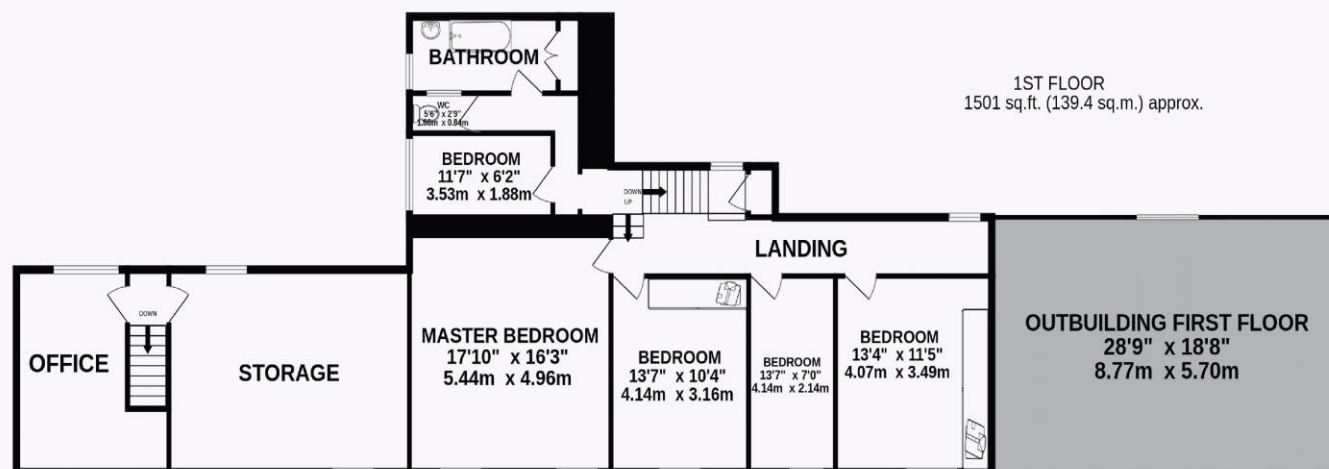 1ST FLOOR
1501 sq.ft. (139.4 sq.m.) approx.
BATHROOM
WC
5'6" x 2'9"
1.68m x 0.84m
BEDROOM
11'7" x 6'2"
3.53m x 1.88m
DOWN
UP
LANDING
DOWN
OFFICE
STORAGE
MASTER BEDROOM
17'10" x 16'3"
5.44m x 4.96m
BEDROOM
13'7" x 10'4"
4.14m x 3.16m
BEDROOM
13'7" x 7'0"
4.14m x 2.14m
BEDROOM
13'4" x 11'5"
4.07m x 3.49m
OUTBUILDING FIRST FLOOR
28'9" x 18'8"
8.77m x 5.70m